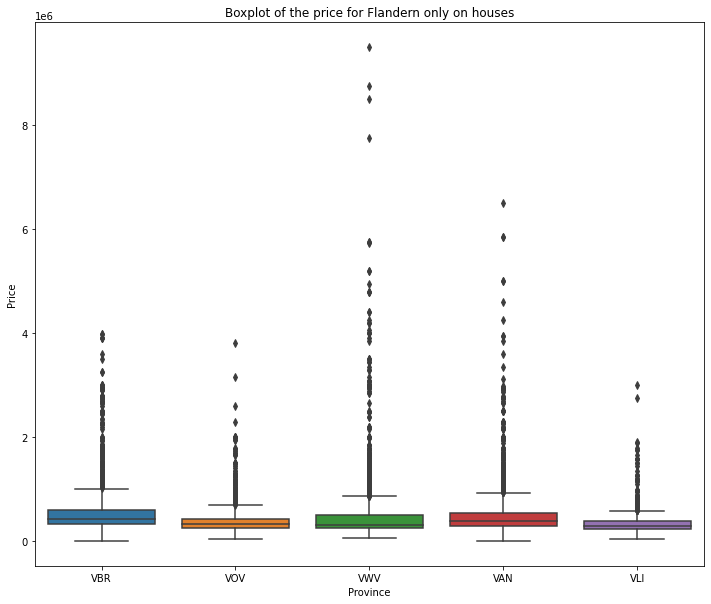 Boxplot of the price for Flandern only on houses
1e6
8
6
4
2
0
Price
VBR VOV VWV VAN VLI
Province